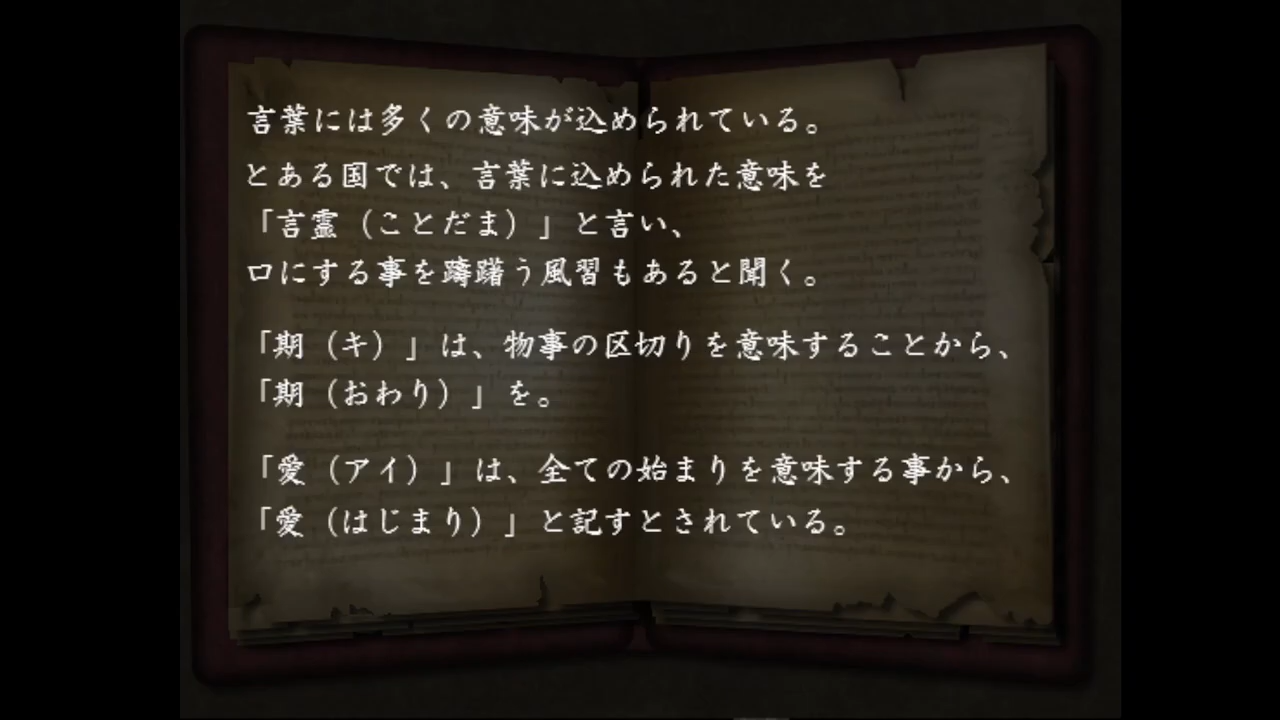 言葉には多くの意味が込められている。
とある国では、言葉に込められた意味を
「言霊（ことだま）」と言い、
口にする事を躊躇う風習もあると聞く。
「期（キ）」は、物事の区切りを意味することから、
「期（おわり）」を。
「愛（アイ）」は、全ての始まりを意味する事から、
「愛（はじまり）」と記すとされている。